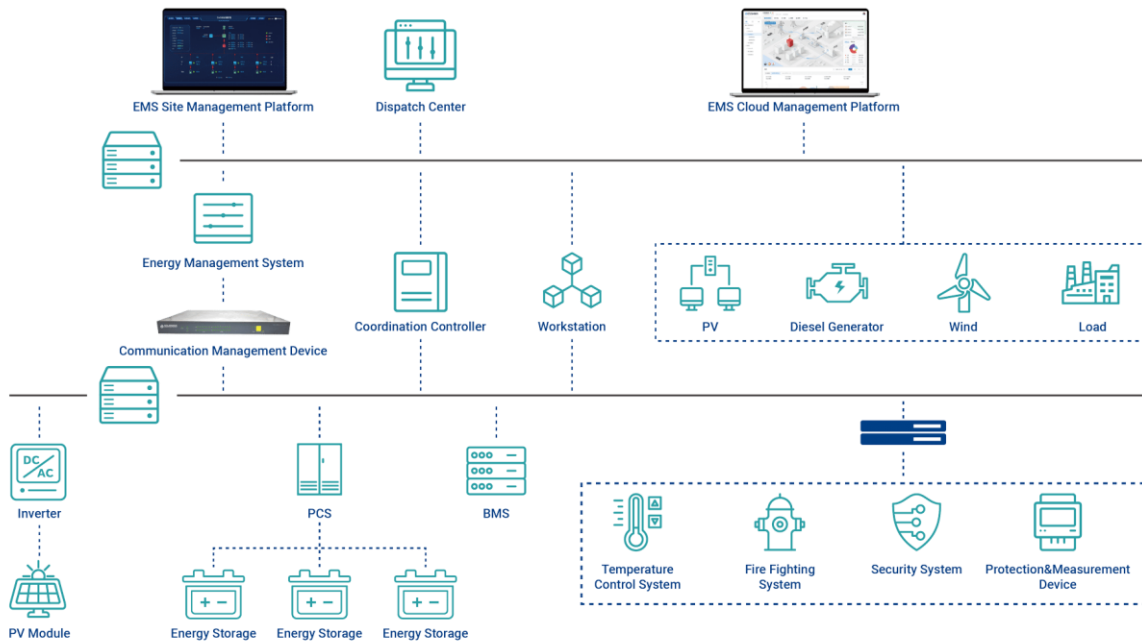 EMS Site Management Platform
Dispatch Center
EMS Cloud Management Platform
Energy Management System
Communication Management Device
Coordination Controller
Workstation
PV
Diesel Generator
Wind
Load
DC
AC
Inverter
PCS
BMS
Temperature
Control System
Fire Fighting
System
Security System
Protection&Measurement
Device
PV Module
Energy Storage
Energy Storage
Energy Storage